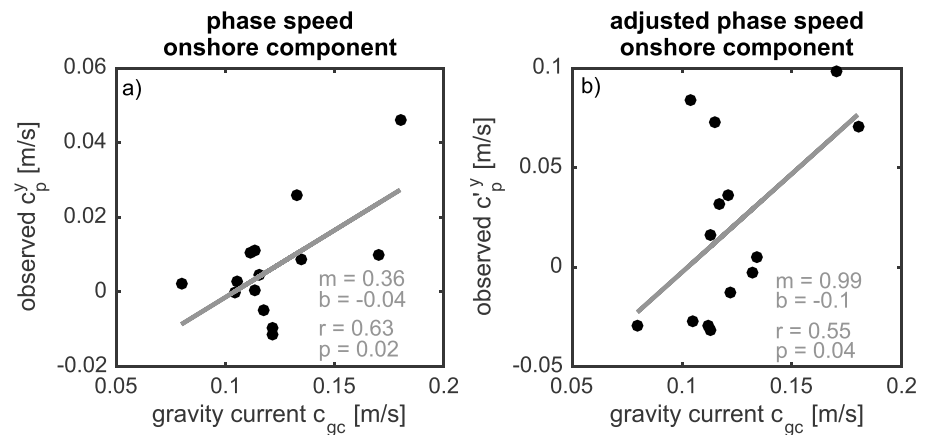 phase speed
onshore component
a)
0.06
0.04
0.02
0
-0.02
0.05
0.1
0.15
0.2
observed c_p^y [m/s]
gravity current c_gc [m/s]
m = 0.36
b = -0.04
r = 0.63
p = 0.02
adjusted phase speed
onshore component
b)
0.1
0.05
0
-0.05
0.05
0.1
0.15
0.2
observed c'_p^y [m/s]
gravity current c_gc [m/s]
m = 0.99
b = -0.1
r = 0.55
p = 0.04